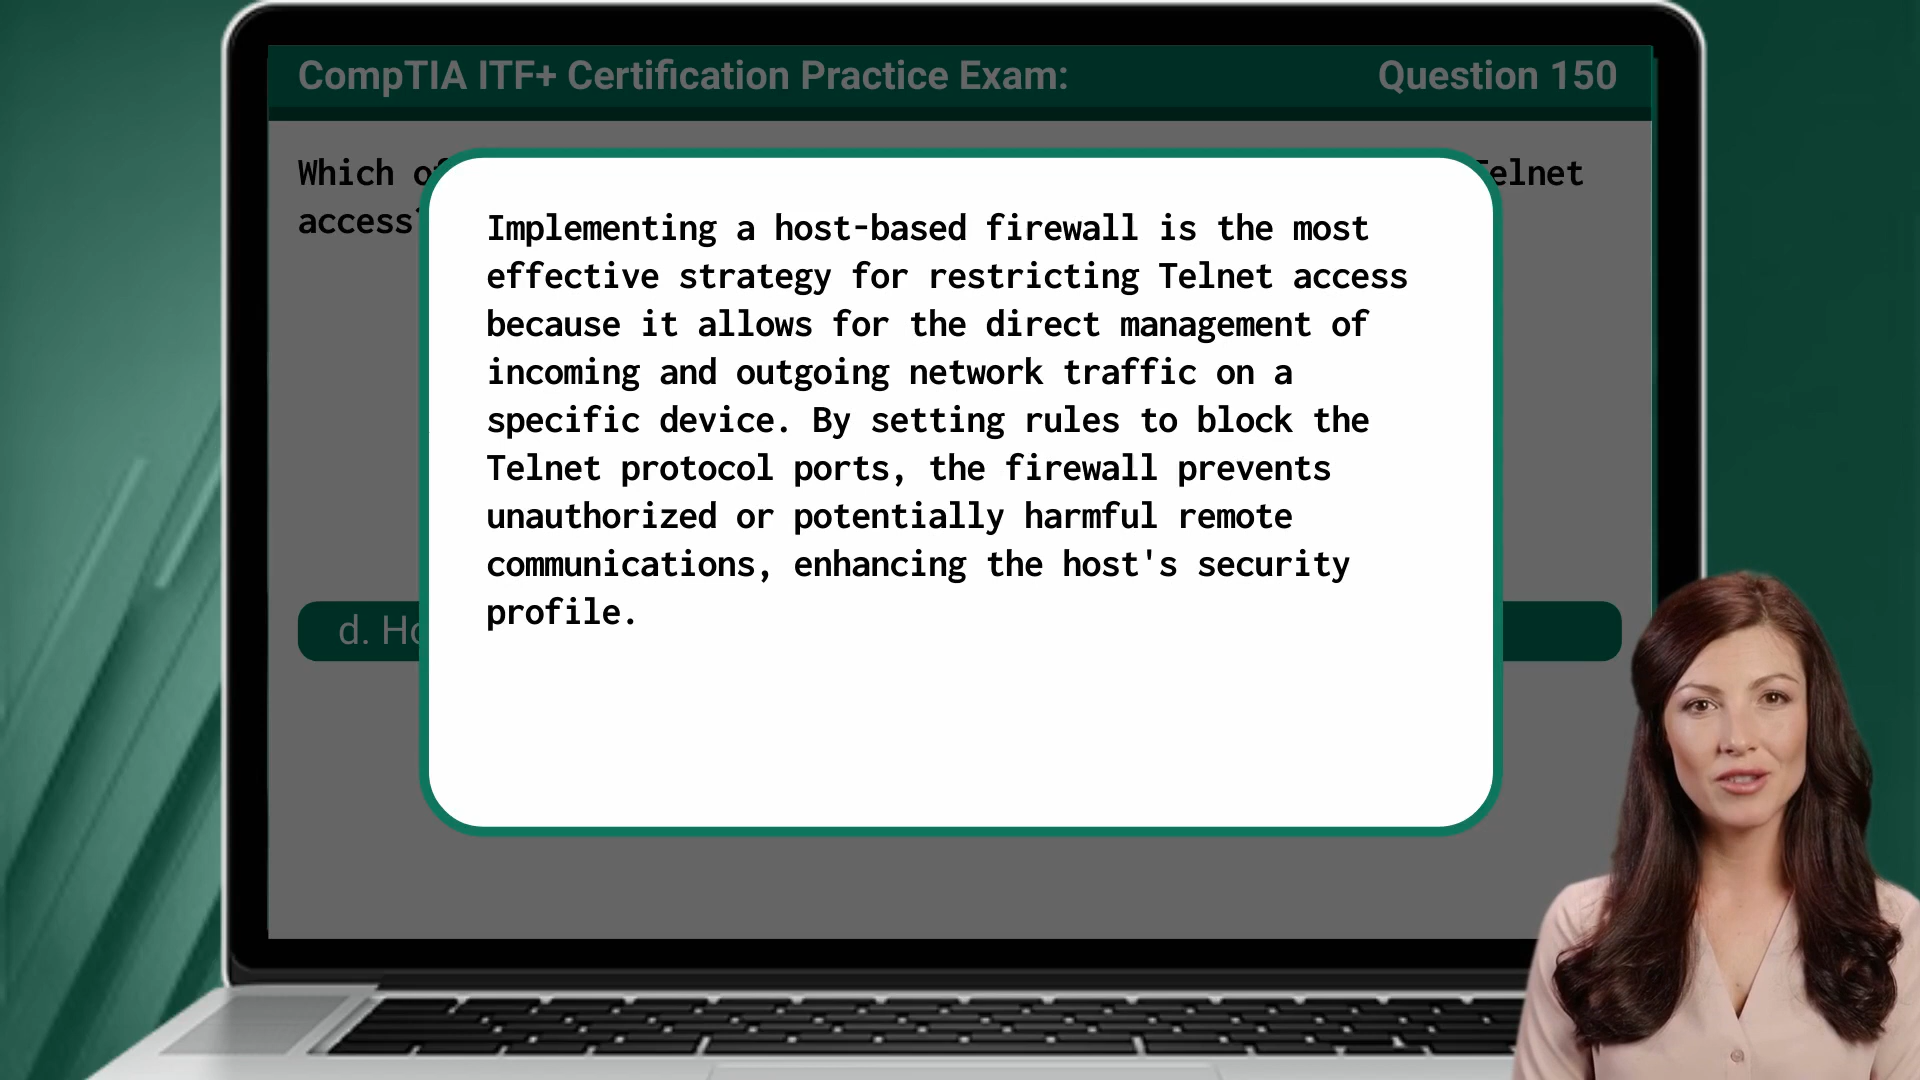 CompTIA ITF+ Certification Practice Exam:
Question 150
Which
access
Implementing a host-based firewall is the most
effective strategy for restricting Telnet access
because it allows for the direct management of
incoming and outgoing network traffic on a
specific device. By setting rules to block the
Telnet protocol ports, the firewall prevents
unauthorized or potentially harmful remote
communications, enhancing the host's security
profile.
d.